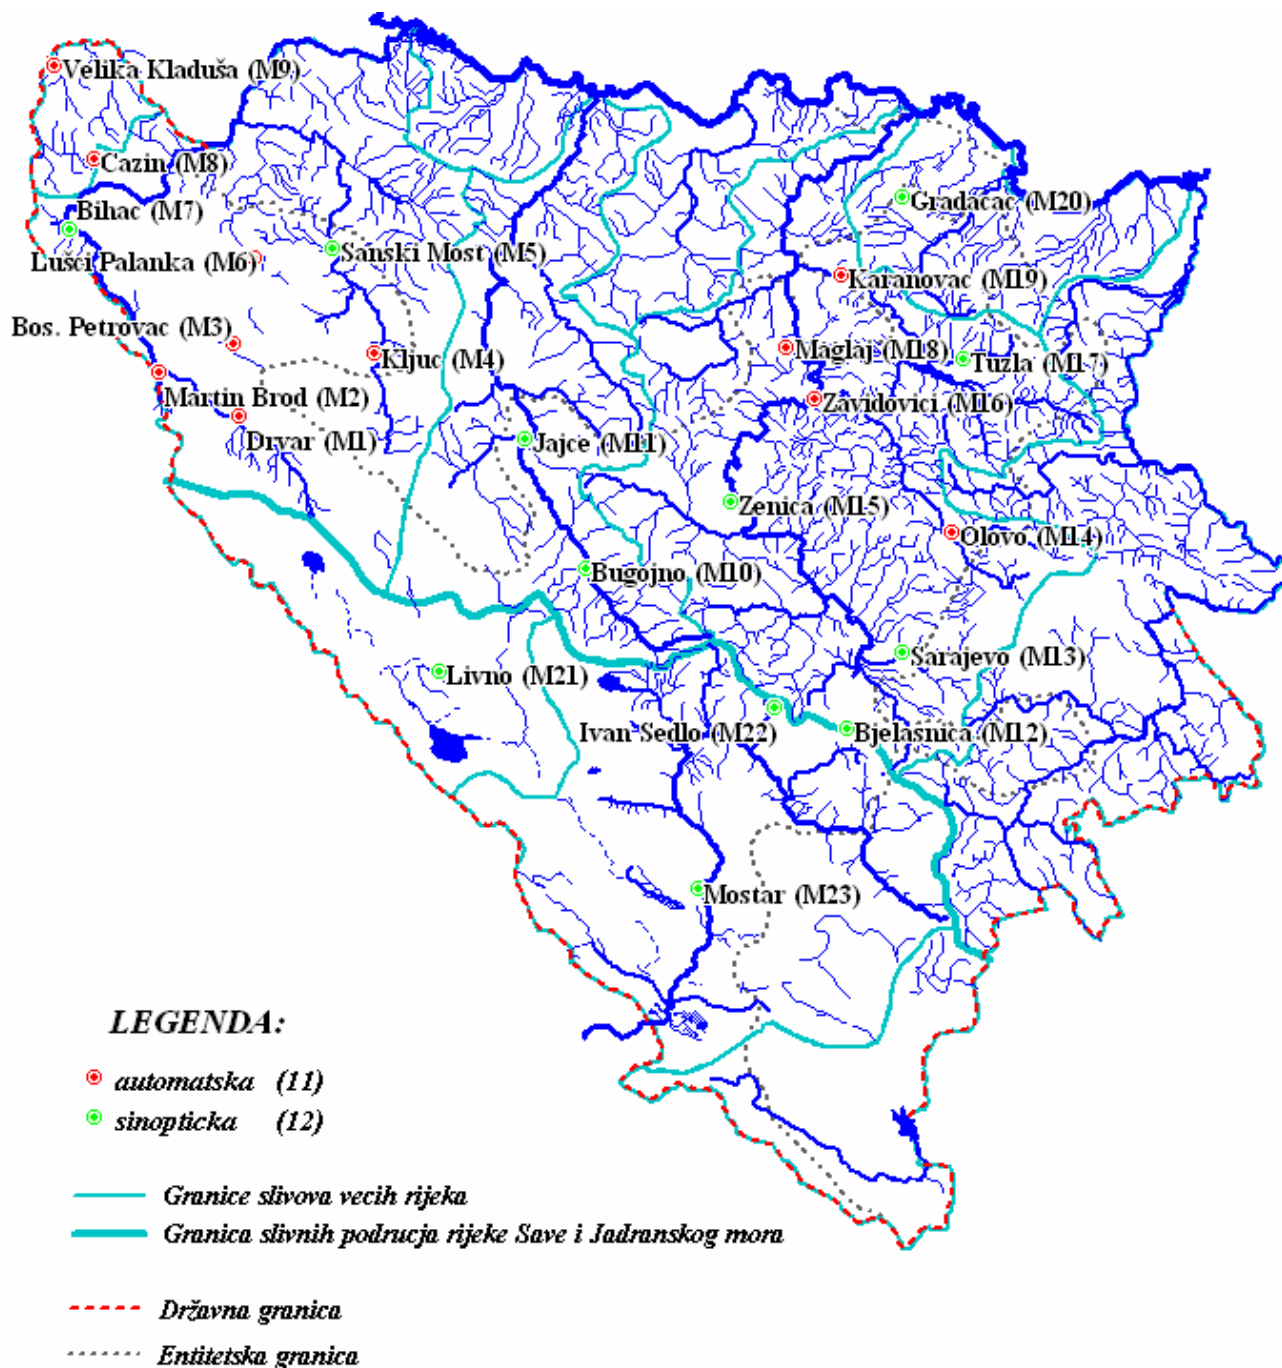 Velika Kladuša (M9)
Cazin (M8)
Bihac (M7)
Gradacac (M20)
Lušci Palanka (M6)
Sanski Most (M5)
Karanovac (M19)
Bos. Petrovac (M3)
Kljuc (M4)
Maglaj (M18)
Tuzla (M17)
Martin Brod (M2)
Zavidovici (M16)
Drvar (M1)
Jajce (M11)
Zenica (M15)
Olovo (M14)
Bugojno (M10)
Sarajevo (M13)
Livno (M21)
Ivan Sedlo (M22)
Bjelasnica (M12)
Mostar (M23)
LEGENDA:
automatska (11)
sinopticka (12)
Granice slivova vecih rijeka
Granica slivnih podrucja rijeke Save i Jadranskog mora
Državna granica
Entitetska granica